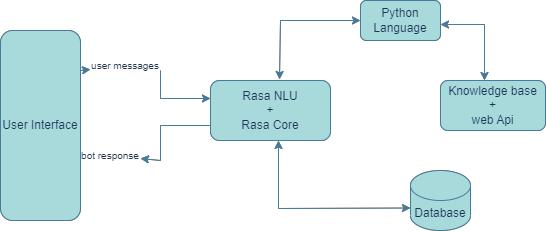 Python
Language
user messages
User Interface
Rasa NLU
+
Rasa Core
Knowledge base
+
web Api
bot response
Database